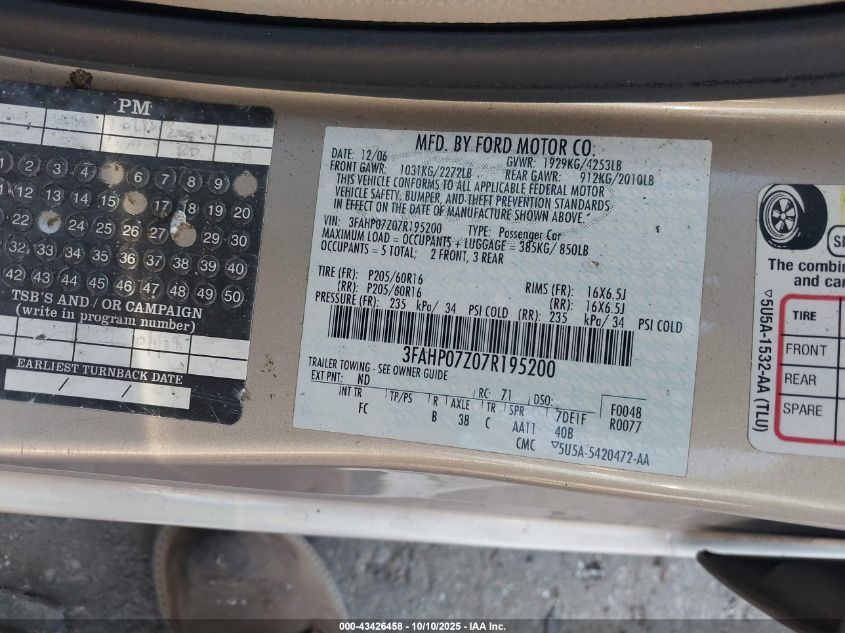 PM
1 2 3 4 6 7 8 9
11 12 13 14 15 17 18 19 20
22 24 25 26 27 29 30
32 33 34 35 36 37 38 39 40
42 43 44 45 46 47 48 49 50
TSB'S AND / OR CAMPAIGN
(write in program number)
EARLIEST TURNBACK DATE
/ /
MFD. BY FORD MOTOR CO.
DATE: 12/06 GVWR: 1929KG/4253LB
FRONT GAWR: 1031KG/2272LB REAR GAWR: 912KG/2010LB
THIS VEHICLE CONFORMS TO ALL APPLICABLE FEDERAL MOTOR
VEHICLE SAFETY, BUMPER, AND THEFT PREVENTION STANDARDS
IN EFFECT ON THE DATE OF MANUFACTURE SHOWN ABOVE.
VIN: 3FAHP07Z07R195200 TYPE: Passenger Car
MAXIMUM LOAD = OCCUPANTS + LUGGAGE = 385KG/ 850LB
OCCUPANTS = 5 TOTAL; 2 FRONT, 3 REAR
TIRE (FR): P205/60R16 RIMS (FR): 16X6.5J
(RR): P205/60R16 (RR): 16X6.5J
PRESSURE (FR): 235 kPa/ 34 PSI COLD (RR): 235 kPa/ 34 PSI COLD
3FAHP07Z07R195200
TRAILER TOWING - SEE OWNER GUIDE
EXT PNT: ND RC: 71 DSO:
INT TR TP/PS R AXLE TR SPR 7DE1F F0048
FC B 38 C AA11 40B R0077
CMC ▽5U5A-5420472-AA
The combin
and car
TIRE
FRONT
REAR
SPARE
▽5U5A-1532-AA (TLU)
000-43426458 - 10/10/2025 - IAA Inc.